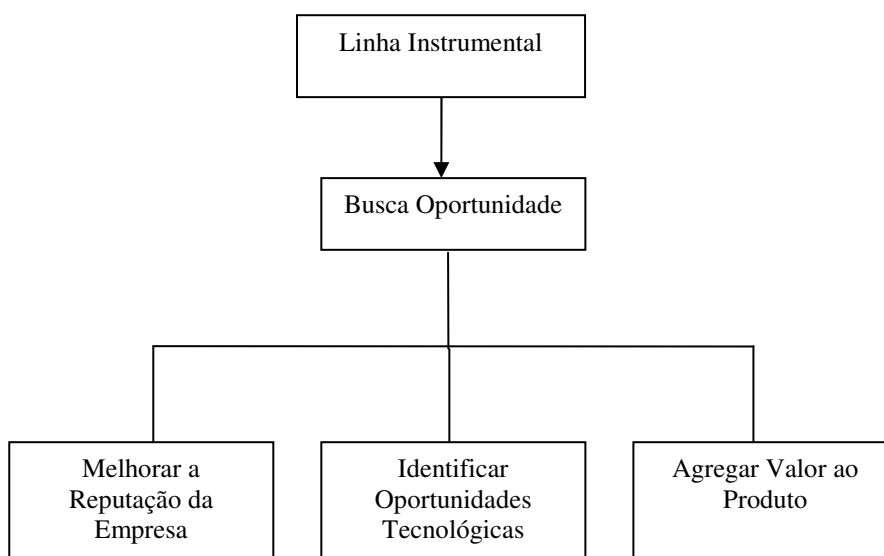 Linha Instrumental
Busca Oportunidade
Melhorar a
Reputação da
Empresa
Identificar
Oportunidades
Tecnológicas
Agregar Valor ao
Produto